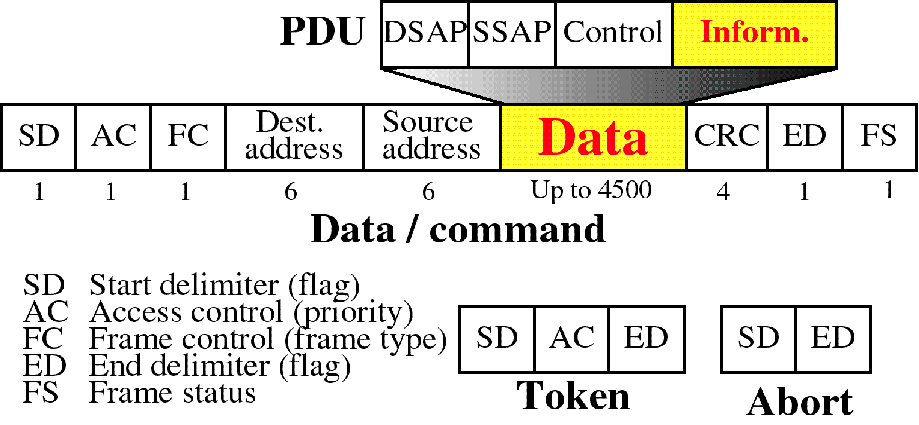 PDU DSAP SSAP Control Inform.
SD AC FC Dest. address Source address Data CRC ED FS
1 1 1 6 6 Up to 4500 4 1 1
Data / command
SD Start delimiter (flag)
AC Access control (priority)
FC Frame control (frame type)
ED End delimiter (flag)
FS Frame status
SD AC ED
Token
SD ED
Abort